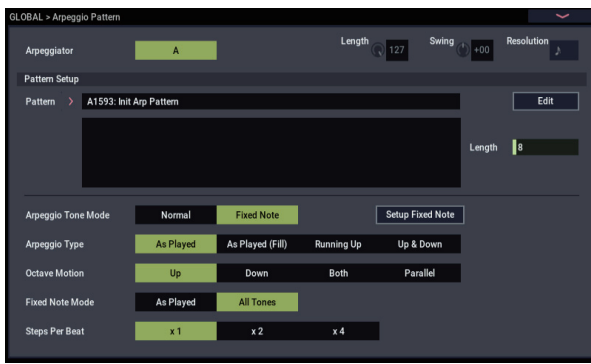 GLOBAL > Arpeggio Pattern
Arpeggiator A Length 127 Swing +00 Resolution ♪
Pattern Setup
Pattern > A1593: Init Arp Pattern Edit
Length 8
Arpeggio Tone Mode Normal Fixed Note Setup Fixed Note
Arpeggio Type As Played As Played (Fill) Running Up Up & Down
Octave Motion Up Down Both Parallel
Fixed Note Mode As Played All Tones
Steps Per Beat x 1 x 2 x 4